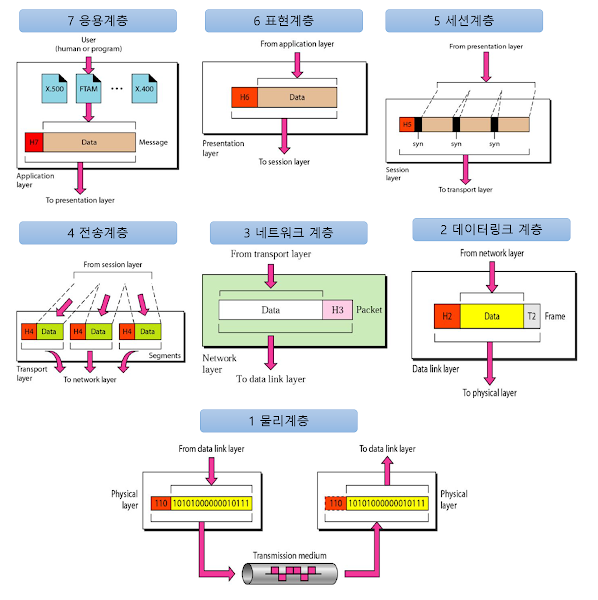 7 응용계층
User
(human or program)
X.500
FTAM
...
X.400
H7
Data
Message
Application
layer
To presentation layer
6 표현계층
From application layer
H6
Data
Presentation
layer
To session layer
5 세션계층
From presentation layer
H5
syn
syn
syn
Session
layer
To transport layer
4 전송계층
From session layer
H4
Data
H4
Data
H4
Data
Segments
Transport
layer
To network layer
3 네트워크 계층
From transport layer
Data
H3
Packet
Network
layer
To data link layer
2 데이터링크 계층
From network layer
H2
Data
T2
Frame
Data link layer
To physical layer
1 물리계층
From data link layer
Physical
layer
110
10101000000010111
To data link layer
110
10101000000010111
Physical
layer
Transmission medium